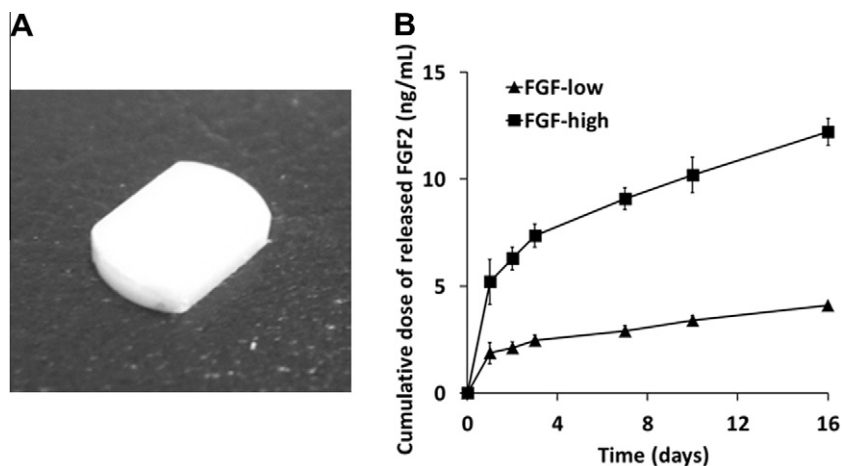 A
B
Cumulative dose of released FGF2 (ng/mL)
15
10
5
0
FGF-low
FGF-high
0
4
8
12
16
Time (days)